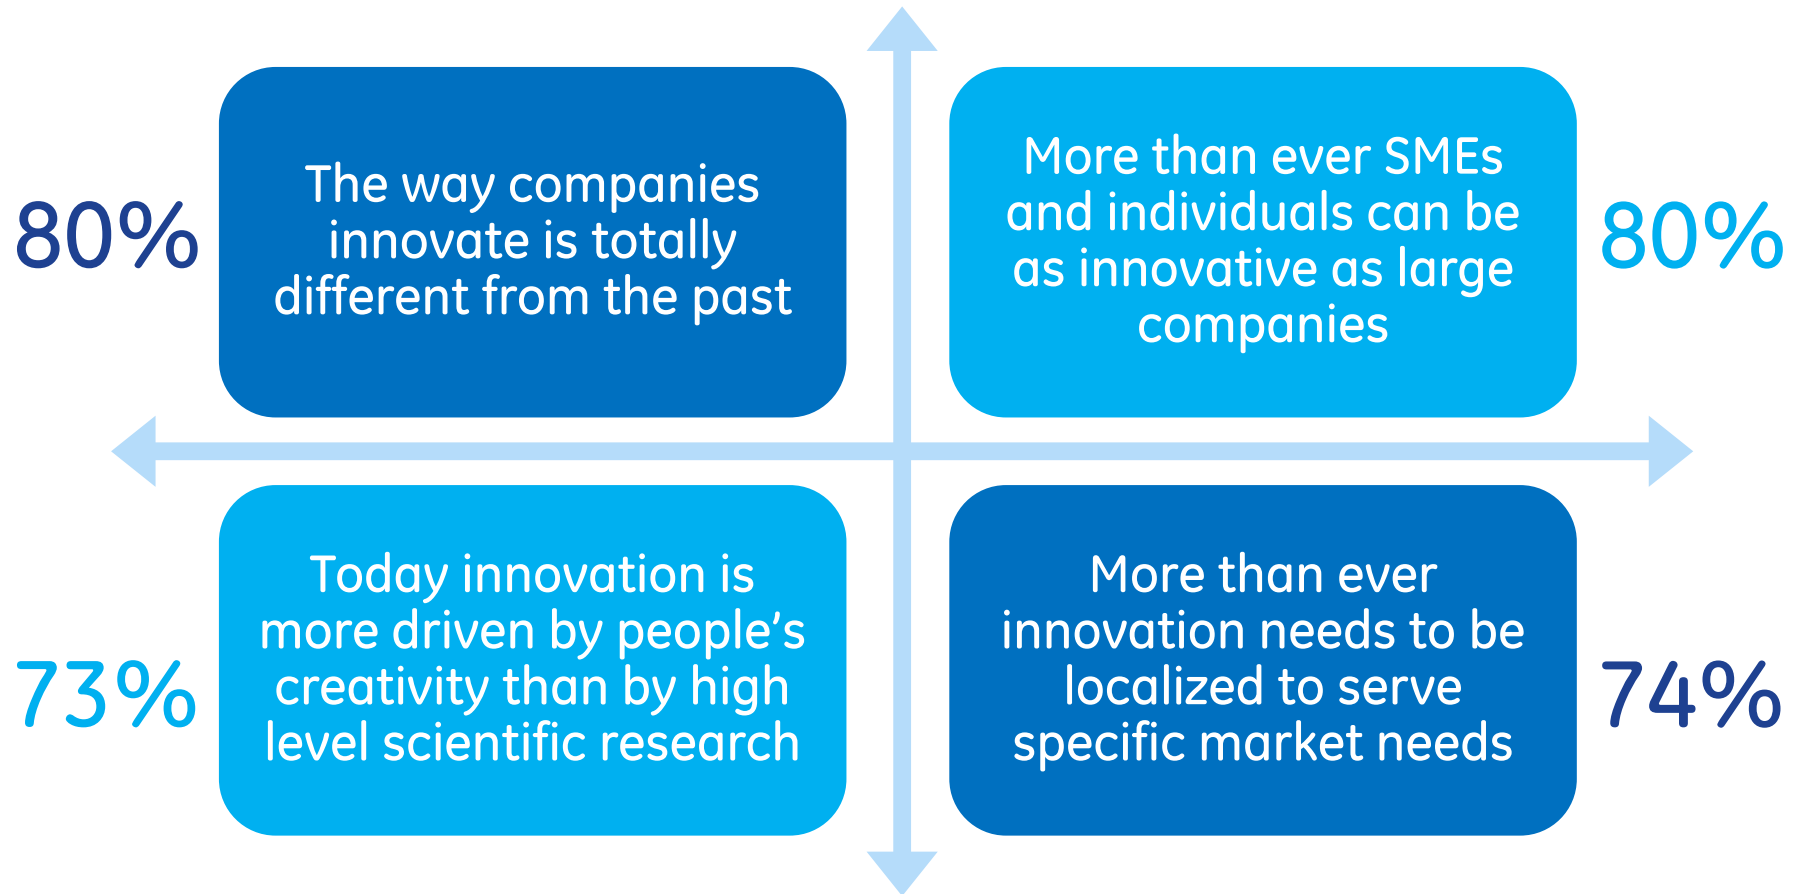 80%
The way companies
innovate is totally
different from the past
More than ever SMEs
and individuals can be
as innovative as large
companies
80%
73%
Today innovation is
more driven by people’s
creativity than by high
level scientific research
More than ever
innovation needs to be
localized to serve
specific market needs
74%